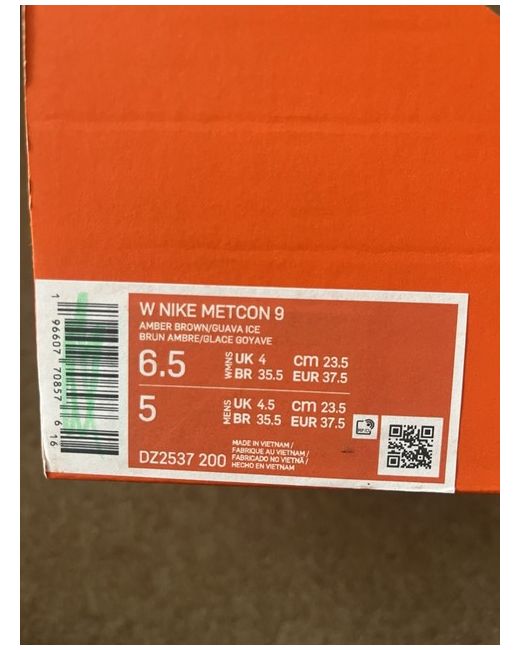 W NIKE METCON 9
AMBER BROWN/GUAVA ICE
BRUN AMBRE/GLACE GOYAVE
6.5 WMNS UK 4 cm 23.5
BR 35.5 EUR 37.5
5 MENS UK 4.5 cm 23.5
BR 35.5 EUR 37.5
MADE IN VIETNAM /
FABRIQUE AU VIETNAM /
FABRICADO NO VIETNÃ /
HECHO EN VIETNAM
DZ2537 200
1 96607 70857 6 16